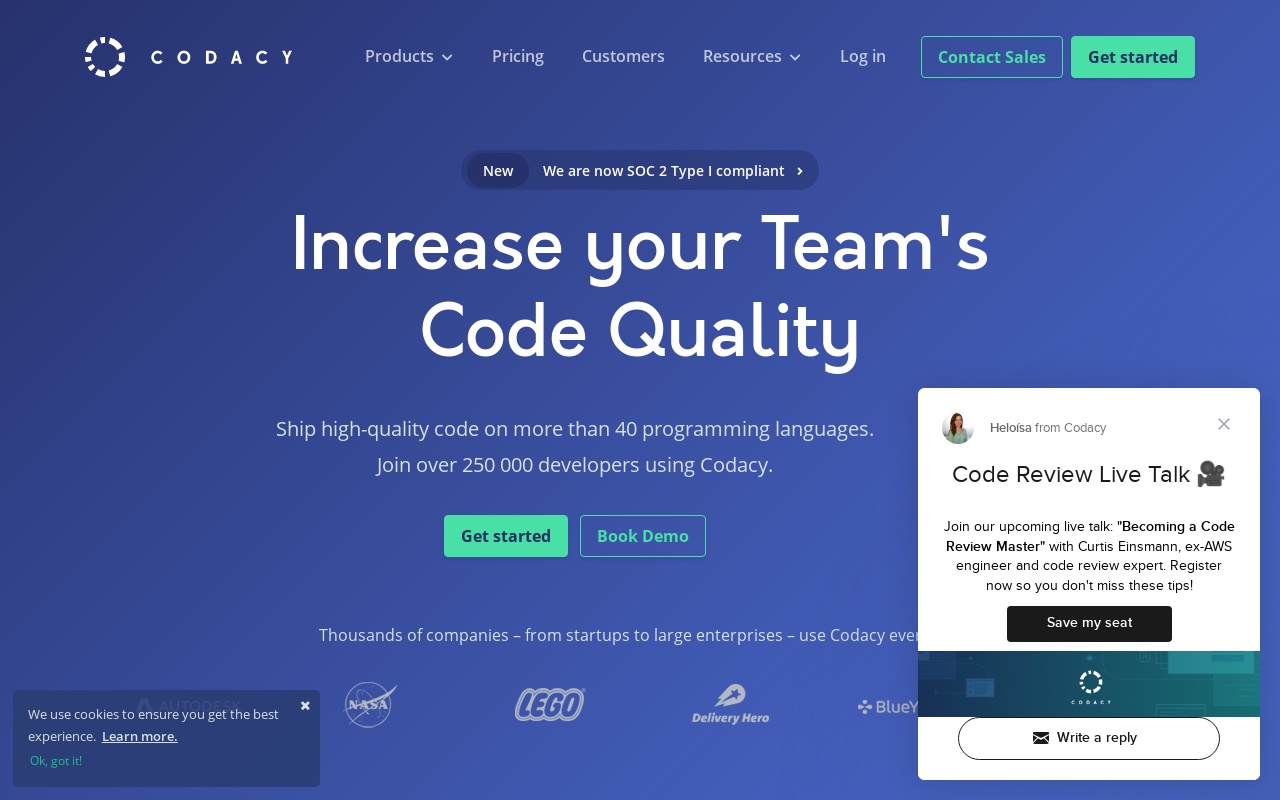 CODACY
Products
Pricing
Customers
Resources
Log in
Contact Sales
Get started
New
We are now SOC 2 Type I compliant
Increase your Team's
Code Quality
Ship high-quality code on more than 40 programming languages.
Join over 250 000 developers using Codacy.
Get started
Book Demo
Thousands of companies – from startups to large enterprises – use Codacy
AUTODESK
NASA
LEGO
Delivery Hero
We use cookies to ensure you get the best
experience. Learn more.
Ok, got it!
Heloísa from Codacy
Code Review Live Talk
Join our upcoming live talk: "Becoming a Code
Review Master" with Curtis Einsmann, ex-AWS
engineer and code review expert. Register
now so you don't miss these tips!
Save my seat
CODACY
Write a reply